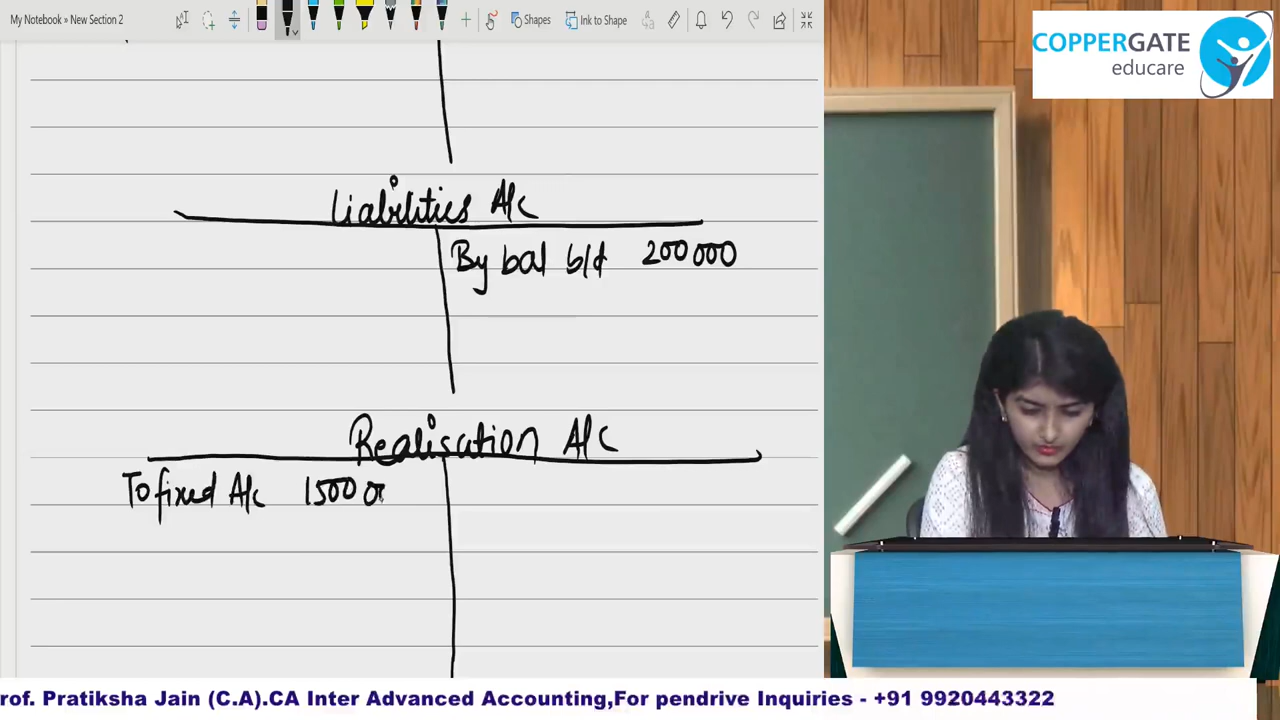 My Notebook » New Section 2
Shapes
Ink to Shape
COPPERGATE
educare
Liabilities A/c
By bal b/d 200000
Realisation A/c
To fixed A/c 150000
rof. Pratiksha Jain (C.A).CA Inter Advanced Accounting,For pendrive Inquiries - +91 9920443322